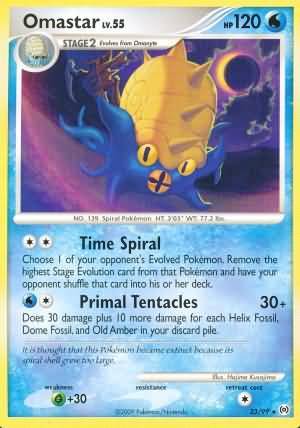 Omastar LV.55 HP 120
STAGE2 Evolves from Omanyte
NO. 139 Spiral Pokémon HT: 3'03" WT: 77.2 lbs.
Time Spiral
Choose 1 of your opponent's Evolved Pokémon. Remove the
highest Stage Evolution card from that Pokémon and have your
opponent shuffle that card into his or her deck.
Primal Tentacles 30+
Does 30 damage plus 10 more damage for each Helix Fossil,
Dome Fossil, and Old Amber in your discard pile.
It is thought that this Pokémon became extinct because its
spiral shell grew too large.
Illus. Hajime Kusajima
weakness resistance retreat cost
+30
©2009 Pokémon/Nintendo 23/99